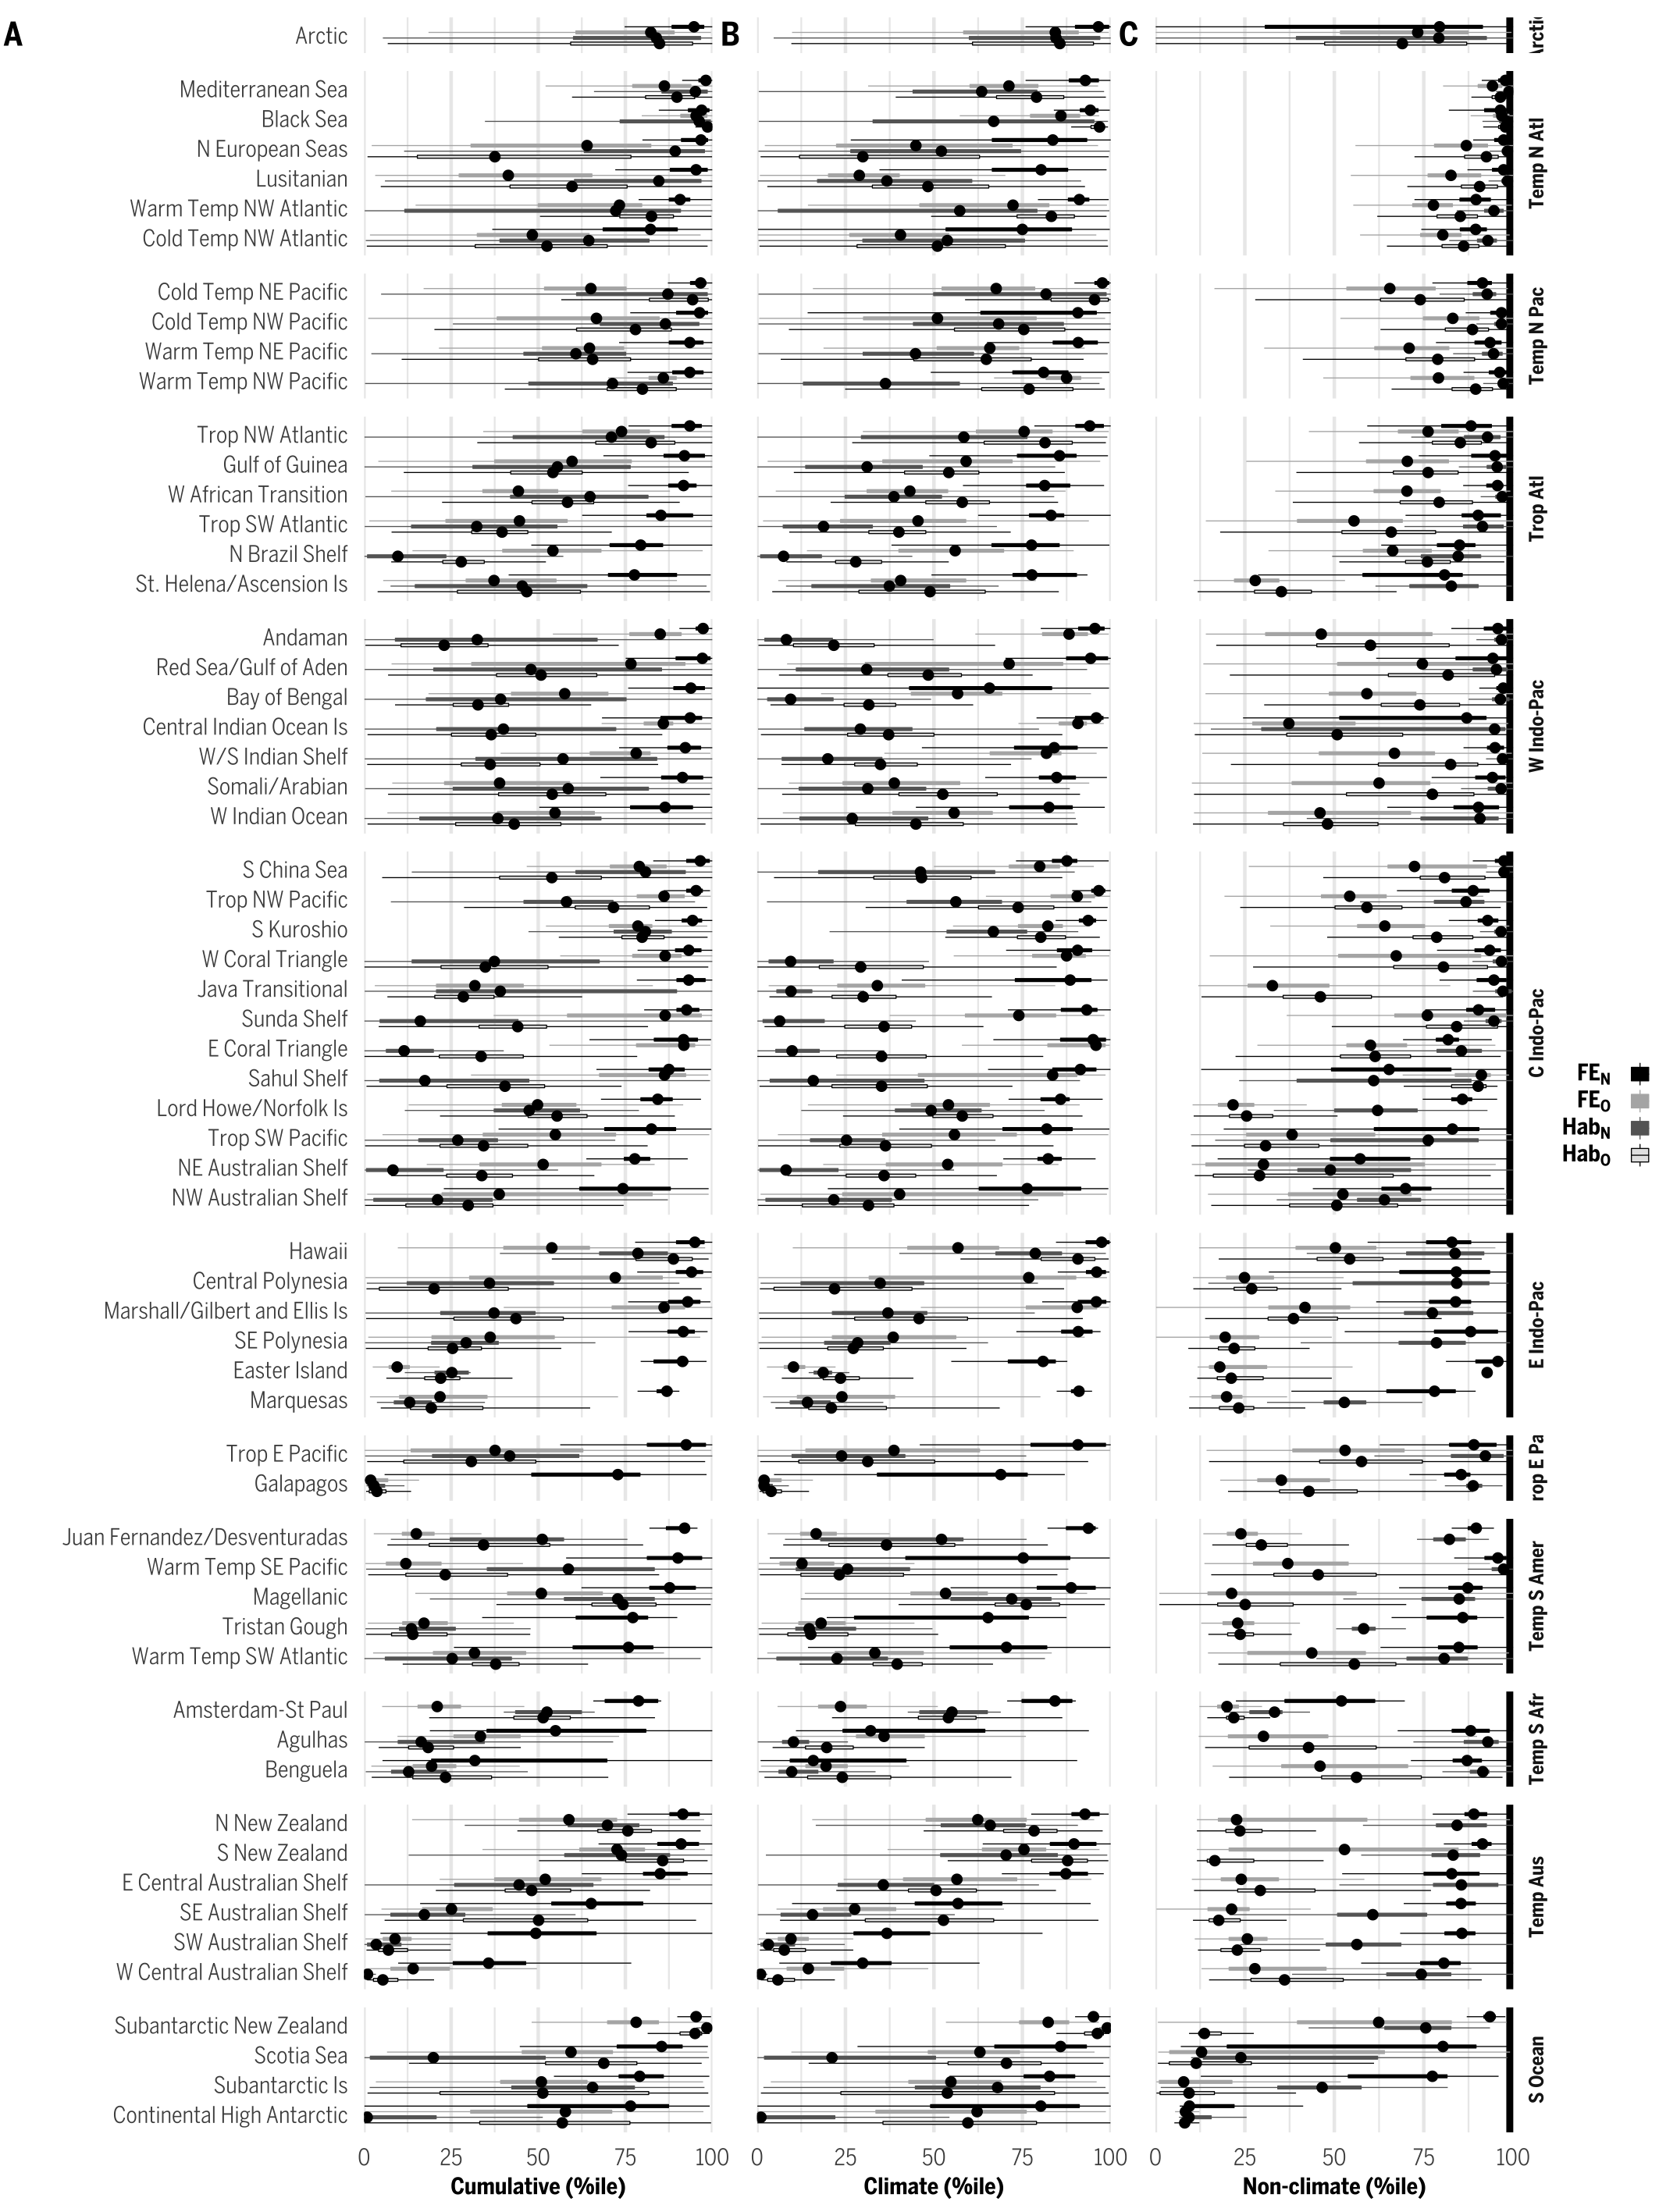 A
B
C
Arctic
Arctic
Mediterranean Sea
Black Sea
N European Seas
Lusitanian
Warm Temp NW Atlantic
Cold Temp NW Atlantic
Temp N Atl
Cold Temp NE Pacific
Cold Temp NW Pacific
Warm Temp NE Pacific
Warm Temp NW Pacific
Temp N Pac
Trop NW Atlantic
Gulf of Guinea
W African Transition
Trop SW Atlantic
N Brazil Shelf
St. Helena/Ascension Is
Trop Atl
Andaman
Red Sea/Gulf of Aden
Bay of Bengal
Central Indian Ocean Is
W/S Indian Shelf
Somali/Arabian
W Indian Ocean
W Indo-Pac
S China Sea
Trop NW Pacific
S Kuroshio
W Coral Triangle
Java Transitional
Sunda Shelf
E Coral Triangle
Sahul Shelf
Lord Howe/Norfolk Is
Trop SW Pacific
NE Australian Shelf
NW Australian Shelf
C Indo-Pac
FE_N
FE_O
Hab_N
Hab_O
Hawaii
Central Polynesia
Marshall/Gilbert and Ellis Is
SE Polynesia
Easter Island
Marquesas
E Indo-Pac
Trop E Pacific
Galapagos
rop E Pa
Juan Fernandez/Desventuradas
Warm Temp SE Pacific
Magellanic
Tristan Gough
Warm Temp SW Atlantic
Temp S Amer
Amsterdam-St Paul
Agulhas
Benguela
Temp S Afr
N New Zealand
S New Zealand
E Central Australian Shelf
SE Australian Shelf
SW Australian Shelf
W Central Australian Shelf
Temp Aus
Subantarctic New Zealand
Scotia Sea
Subantarctic Is
Continental High Antarctic
S Ocean
0 25 50 75 100 0 25 50 75 100 0 25 50 75 100
Cumulative (%ile) Climate (%ile) Non-climate (%ile)